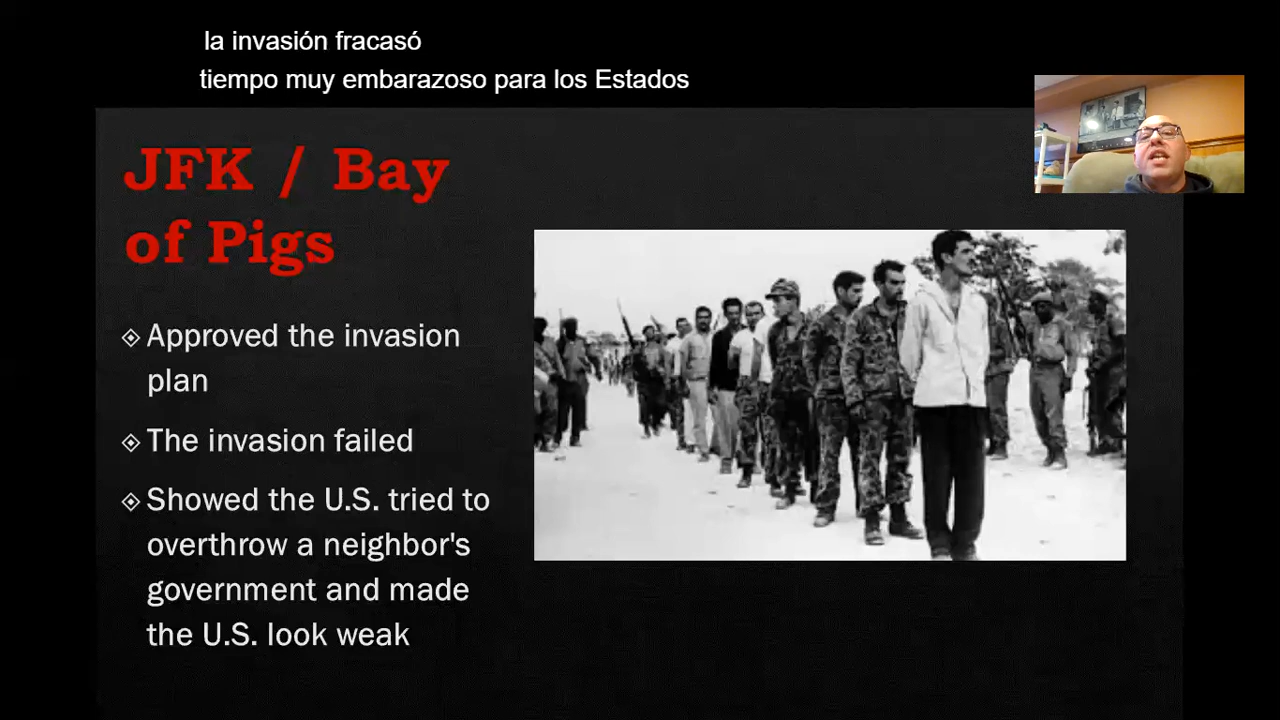 la invasión fracasó
tiempo muy embarazoso para los Estados
JFK / Bay
of Pigs
Approved the invasion
plan
The invasion failed
Showed the U.S. tried to
overthrow a neighbor's
government and made
the U.S. look weak